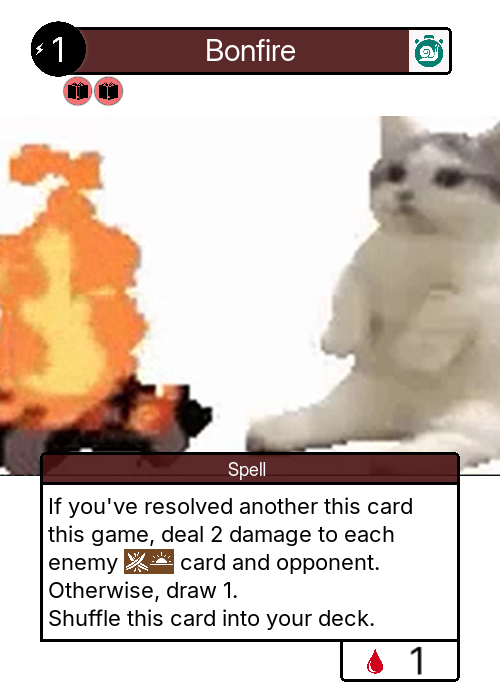 1
Bonfire
Spell
If you've resolved another this card
this game, deal 2 damage to each
enemy card and opponent.
Otherwise, draw 1.
Shuffle this card into your deck.
1